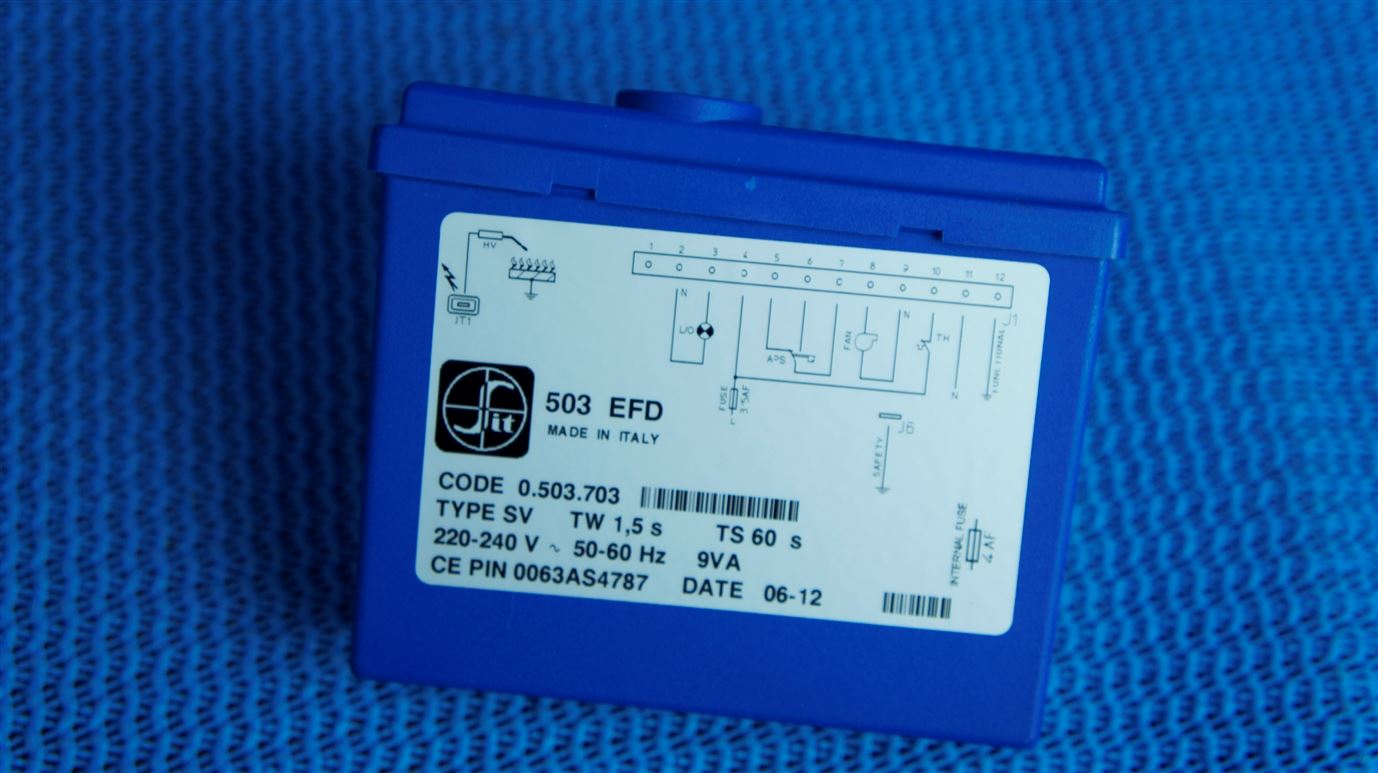 HV
JT1
1 2 3 4 5 6 7 8 9 10 11 12
J1
N
L/O
APS
FAN
N
TH
N
FUNCTIONAL
FUSE
3.5AF
L
J6
SAFETY
INTERNAL FUSE
4 AF
Sit
503 EFD
MADE IN ITALY
CODE 0.503.703
TYPE SV TW 1,5 s TS 60 s
220-240 V ~ 50-60 Hz 9VA
CE PIN 0063AS4787 DATE 06-12